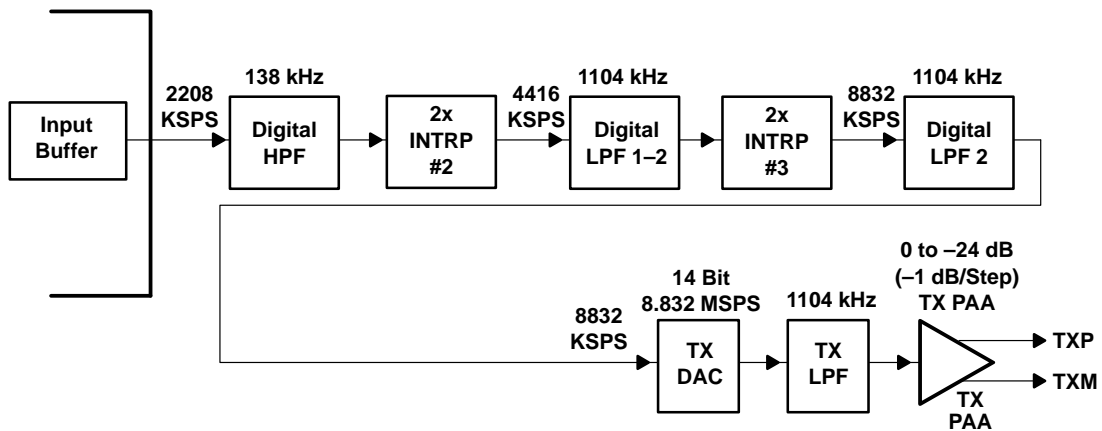 Input
Buffer
2208
KSPS
138 kHz
Digital
HPF
2x
INTRP
#2
4416
KSPS
1104 kHz
Digital
LPF 1–2
2x
INTRP
#3
8832
KSPS
1104 kHz
Digital
LPF 2
8832
KSPS
14 Bit
8.832 MSPS
TX
DAC
1104 kHz
TX
LPF
0 to –24 dB
(–1 dB/Step)
TX PAA
TX
PAA
TXP
TXM